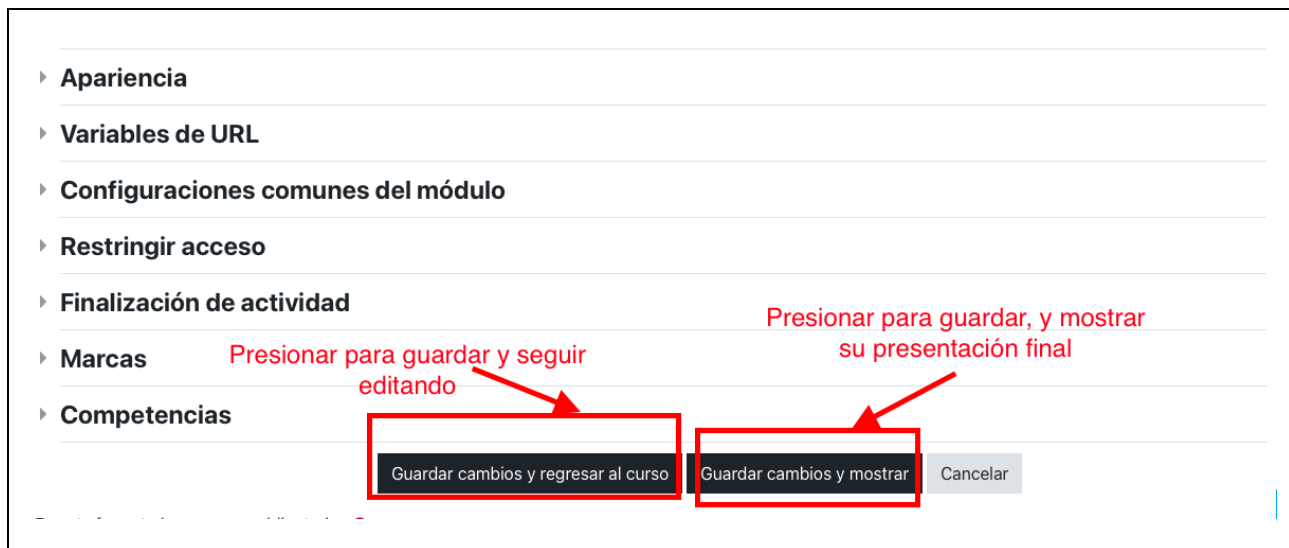 Apariencia
Variables de URL
Configuraciones comunes del módulo
Restringir acceso
Finalización de actividad
Presionar para guardar, y mostrar
su presentación final
Marcas
Presionar para guardar y seguir
editando
Competencias
Guardar cambios y regresar al curso
Guardar cambios y mostrar
Cancelar